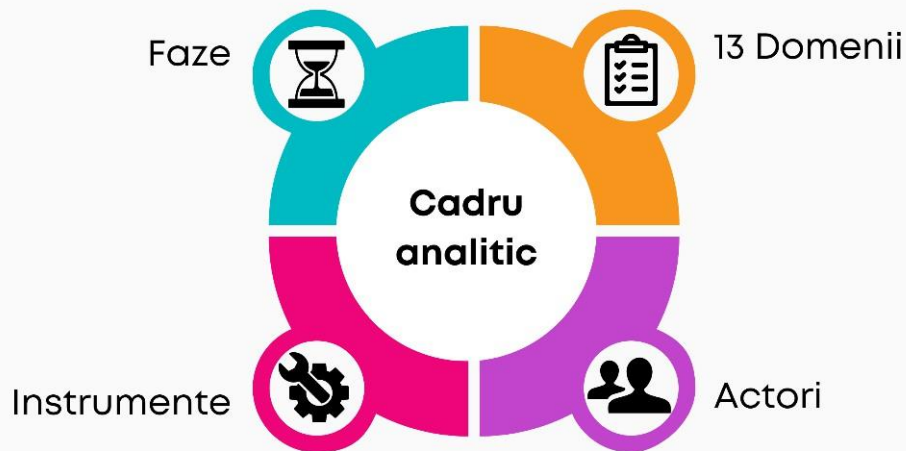 Faze
13 Domenii
Cadru
analitic
Instrumente
Actori